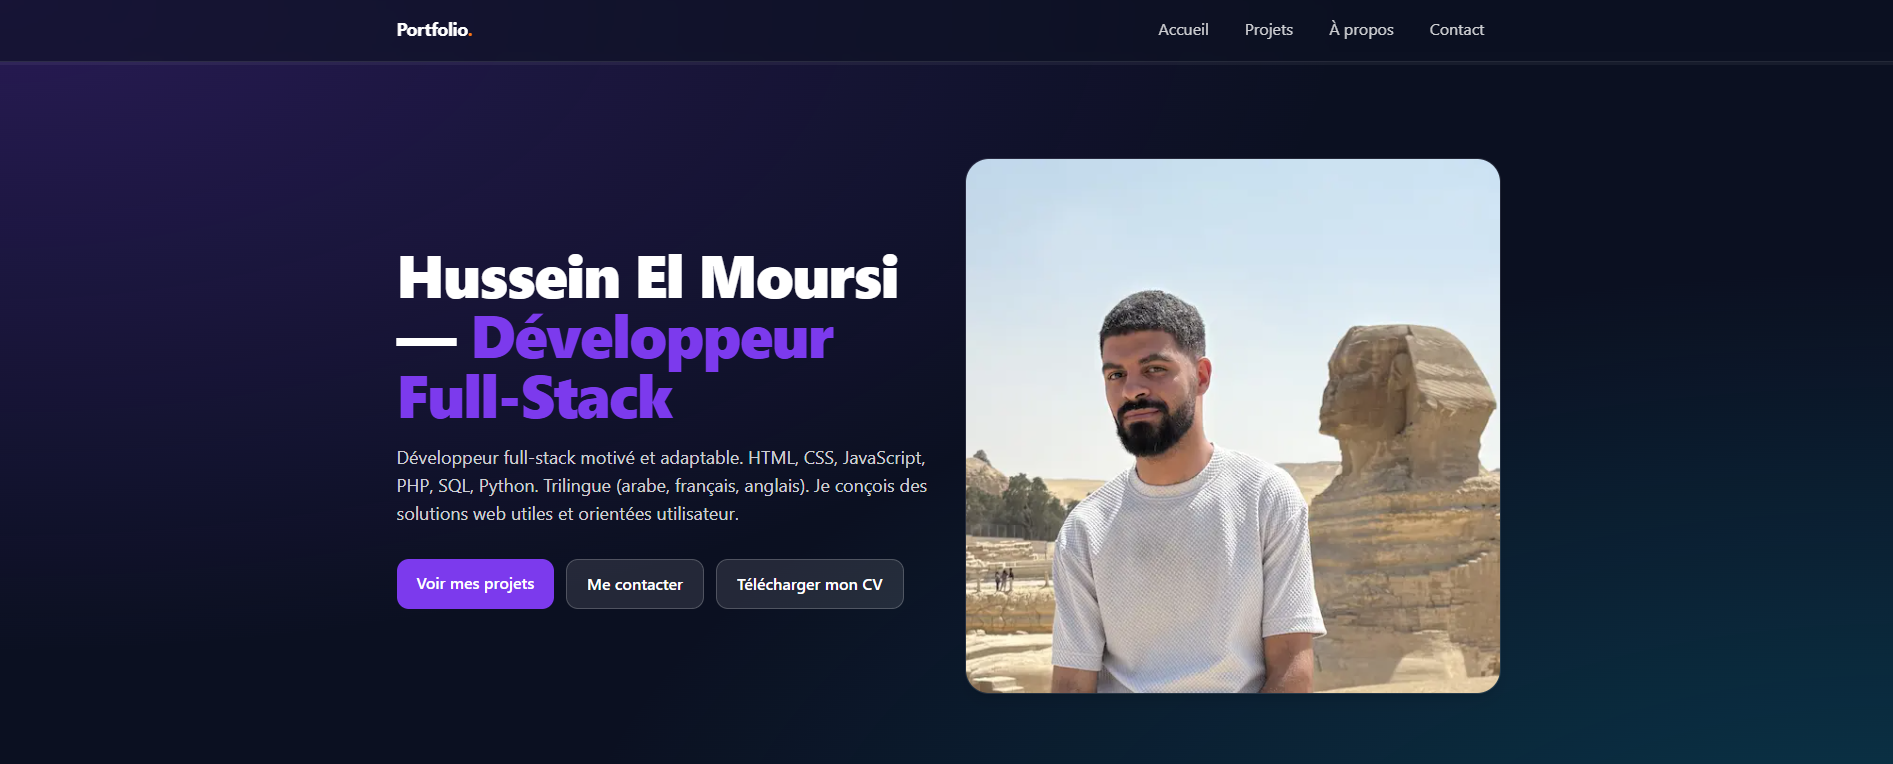 Portfolio.
Accueil Projets À propos Contact
Hussein El Moursi
— Développeur
Full-Stack
Développeur full-stack motivé et adaptable. HTML, CSS, JavaScript,
PHP, SQL, Python. Trilingue (arabe, français, anglais). Je conçois des
solutions web utiles et orientées utilisateur.
Voir mes projets
Me contacter
Télécharger mon CV